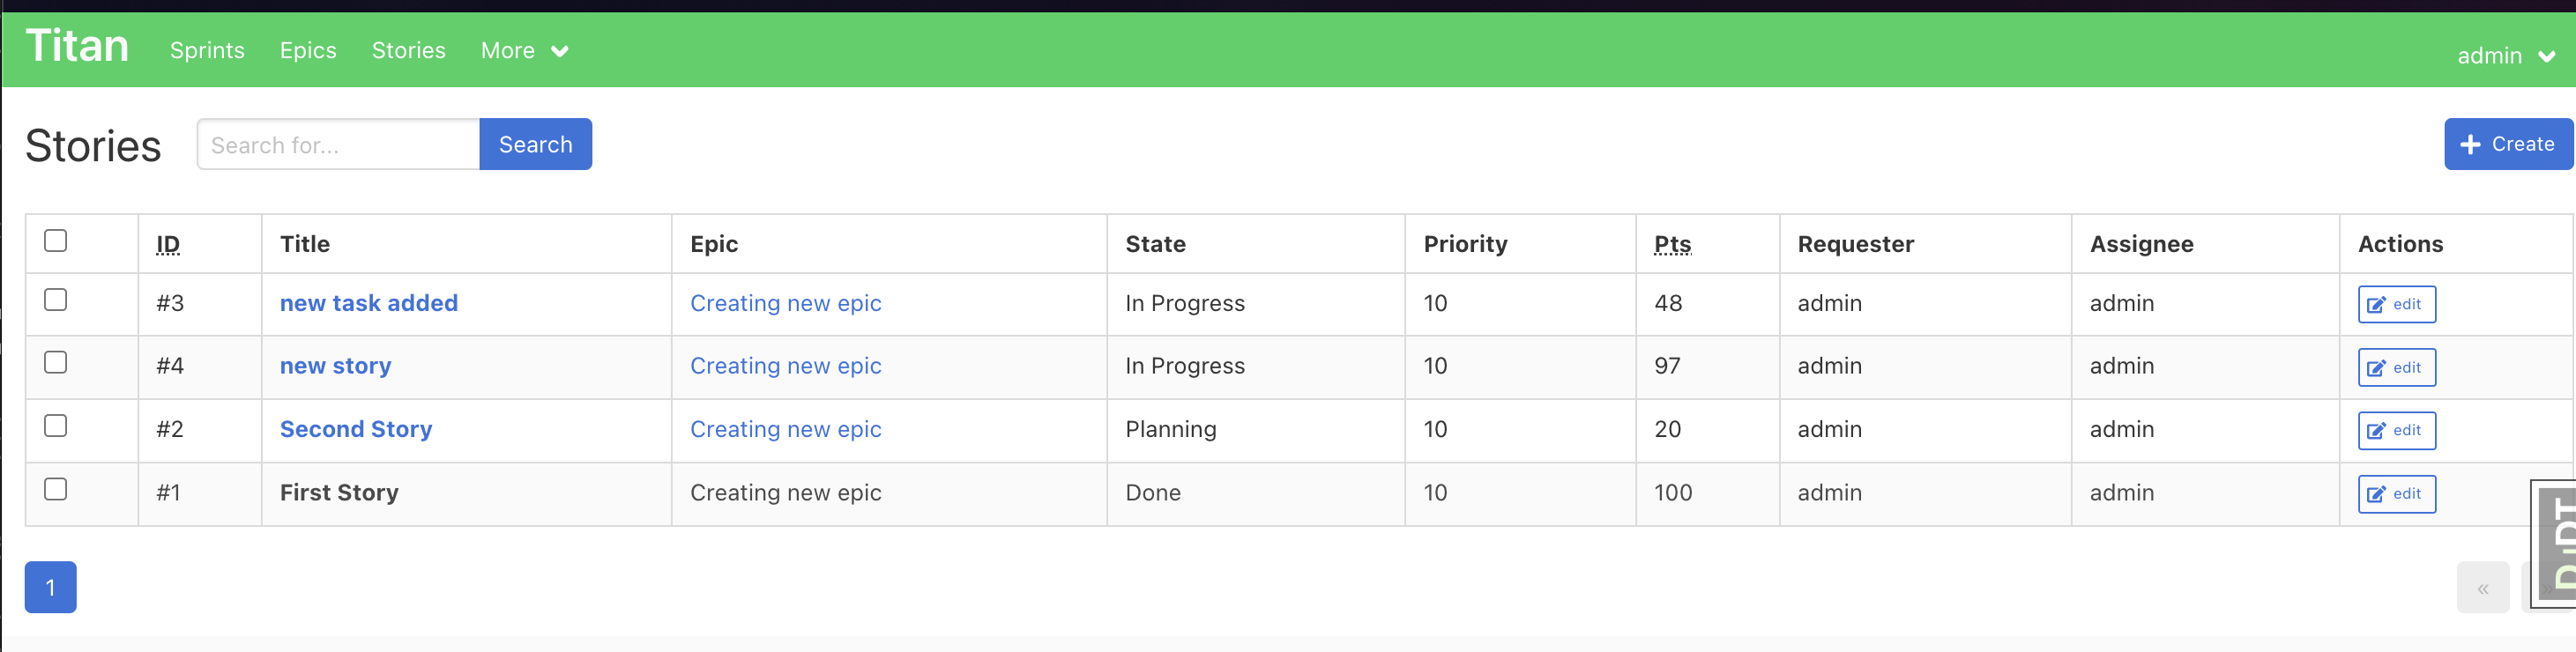 Titan Sprints Epics Stories More admin
Stories Search for... Search Create
ID Title Epic State Priority Pts Requester Assignee Actions
#3 new task added Creating new epic In Progress 10 48 admin admin edit
#4 new story Creating new epic In Progress 10 97 admin admin edit
#2 Second Story Creating new epic Planning 10 20 admin admin edit
#1 First Story Creating new epic Done 10 100 admin admin edit
1 « »
DjDT